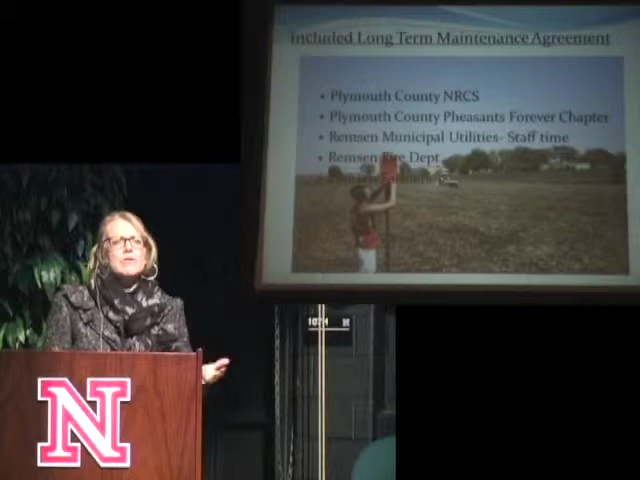 Included Long Term Maintenance Agreement
• Plymouth County NRCS
• Plymouth County Pheasants Forever Chapter
• Remsen Municipal Utilities- Staff time
• Remsen Fire Dept
N